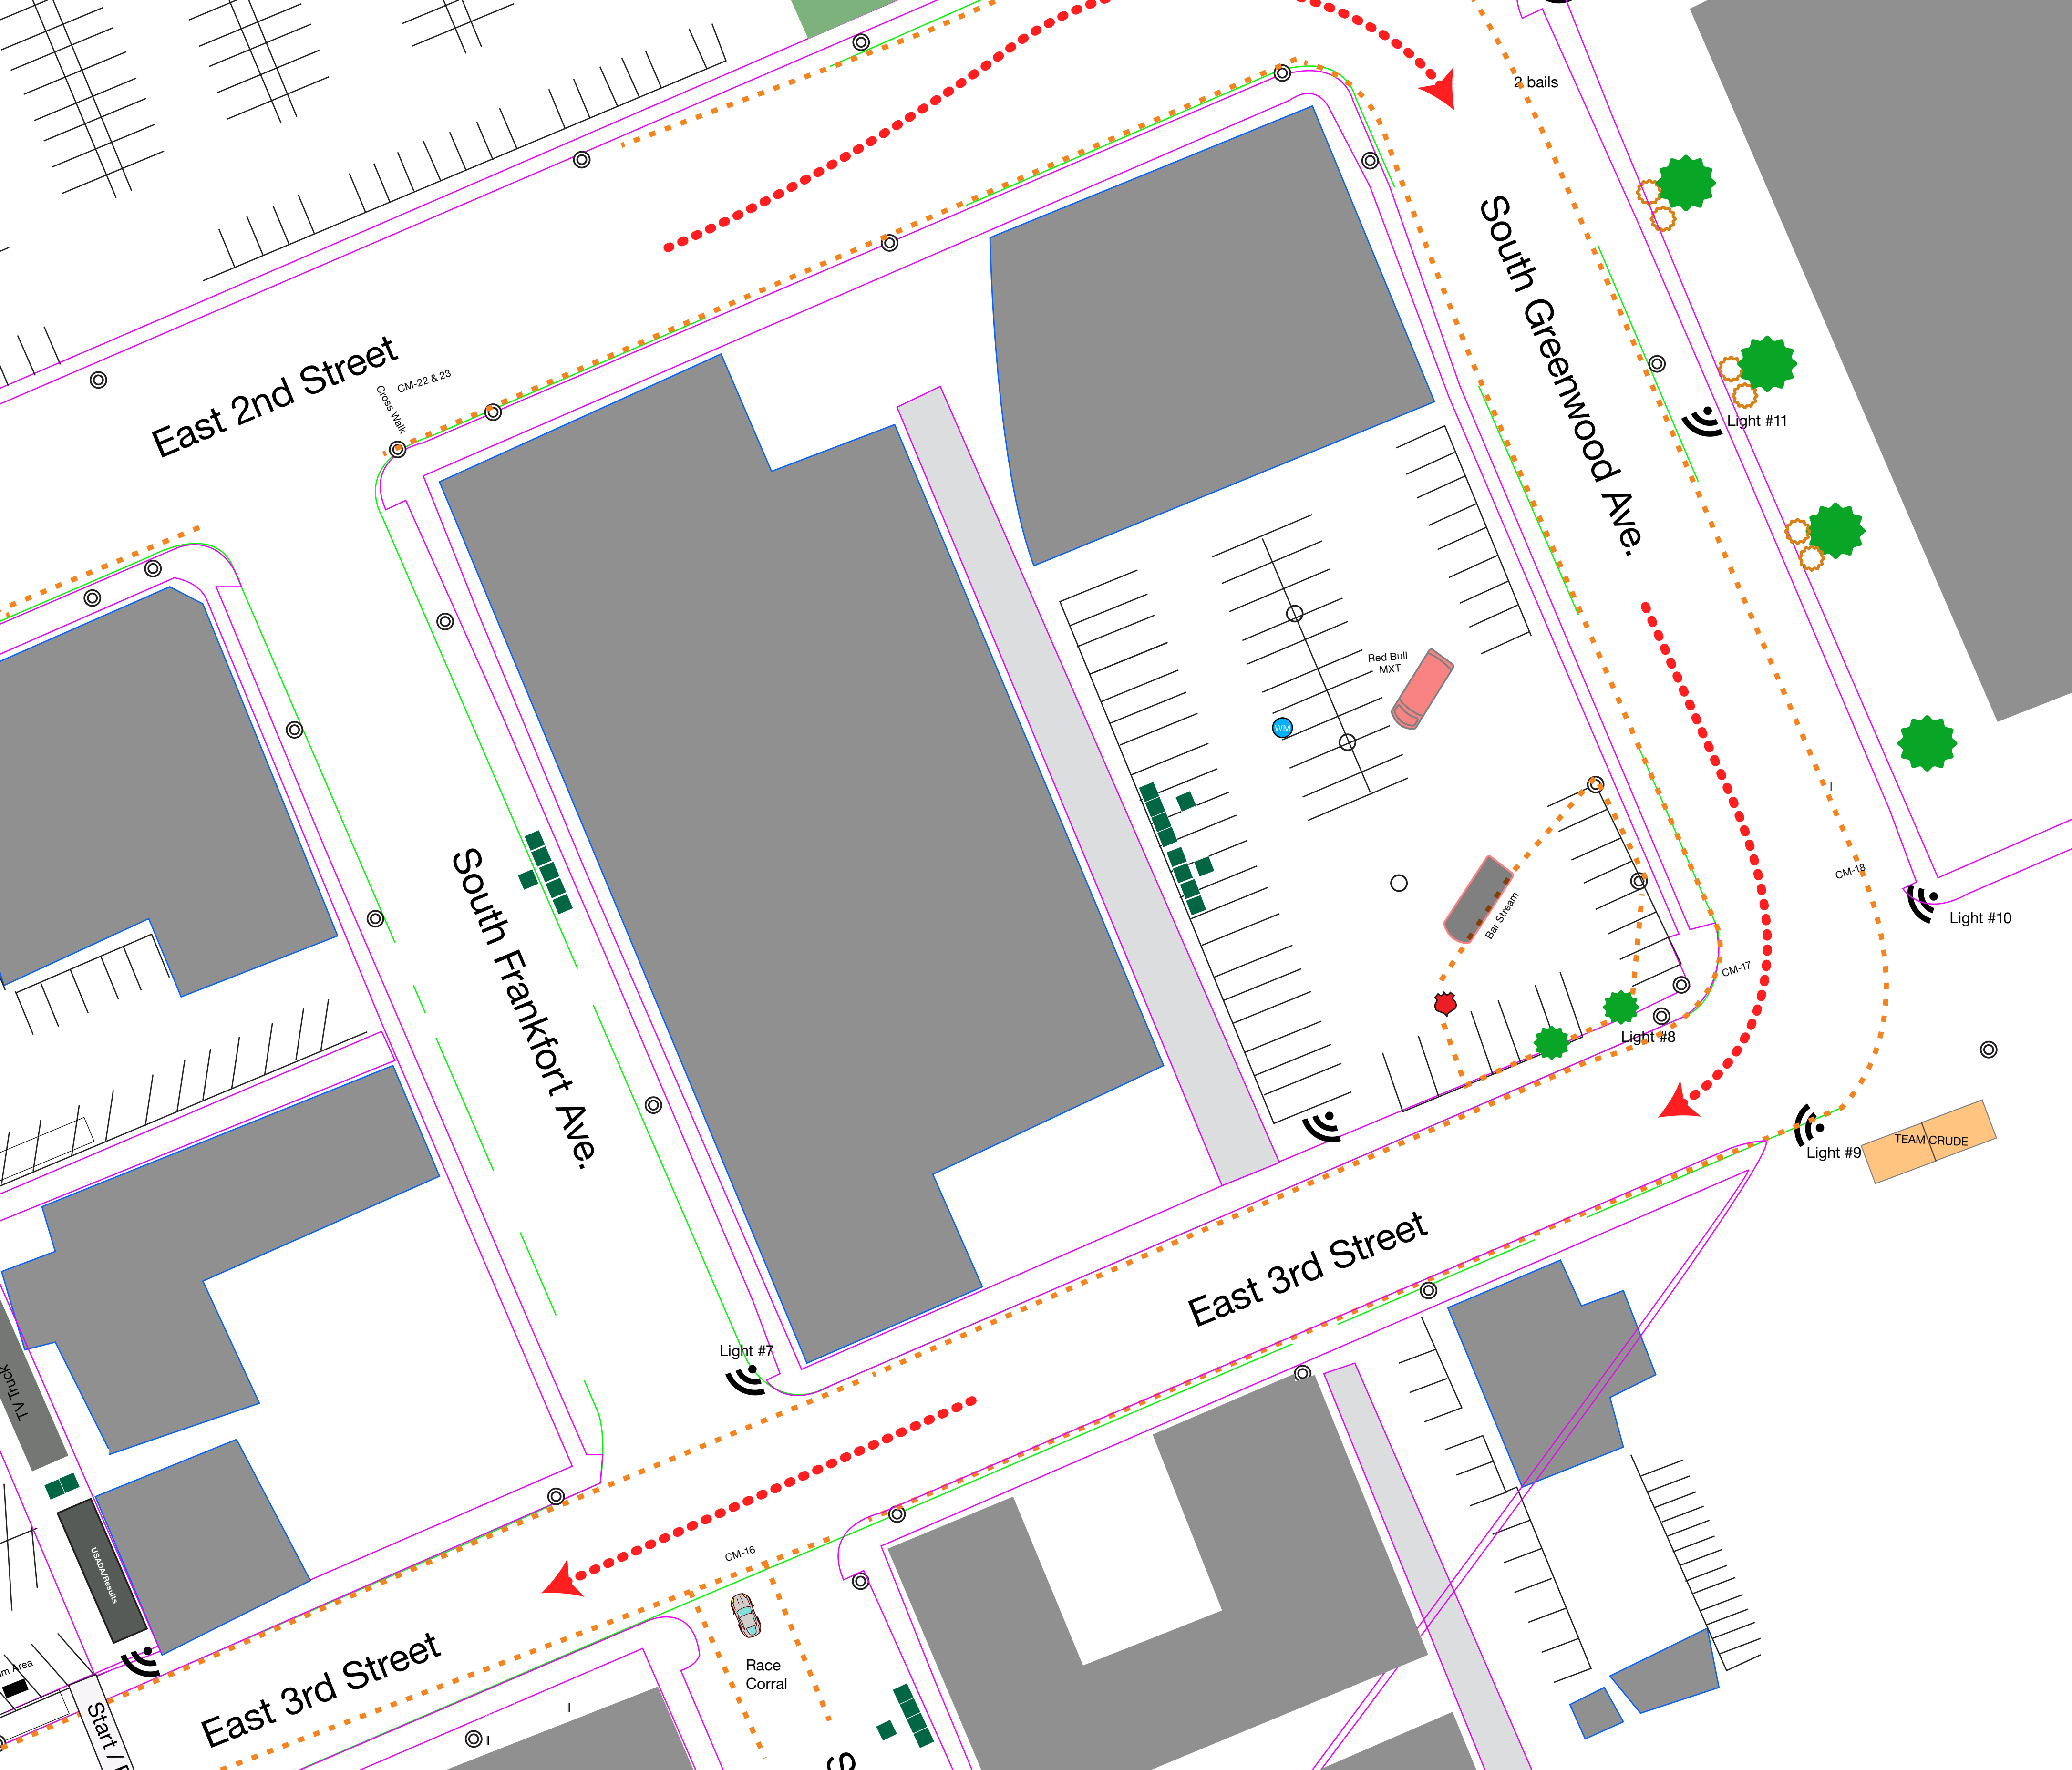 2 bails
South Greenwood Ave.
East 2nd Street
Cross Walk
CM-22 & 23
Light #11
Red Bull
MXT
WM
South Frankfort Ave.
Bar Stream
CM-18
Light #10
CM-17
Light #8
TEAM CRUDE
Light #9
East 3rd Street
Light #7
TV Truck
CM-16
USADA/Results
Race
Corral
East 3rd Street
Area
Start /
S